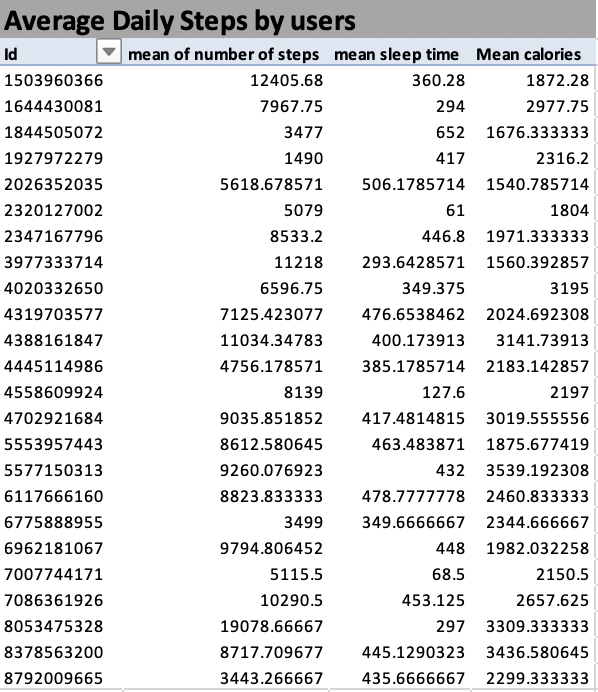 Average Daily Steps by users
Id mean of number of steps mean sleep time Mean calories
1503960366 12405.68 360.28 1872.28
1644430081 7967.75 294 2977.75
1844505072 3477 652 1676.333333
1927972279 1490 417 2316.2
2026352035 5618.678571 506.1785714 1540.785714
2320127002 5079 61 1804
2347167796 8533.2 446.8 1971.333333
3977333714 11218 293.6428571 1560.392857
4020332650 6596.75 349.375 3195
4319703577 7125.423077 476.6538462 2024.692308
4388161847 11034.34783 400.173913 3141.73913
4445114986 4756.178571 385.1785714 2183.142857
4558609924 8139 127.6 2197
4702921684 9035.851852 417.4814815 3019.555556
5553957443 8612.580645 463.483871 1875.677419
5577150313 9260.076923 432 3539.192308
6117666160 8823.833333 478.7777778 2460.833333
6775888955 3499 349.6666667 2344.666667
6962181067 9794.806452 448 1982.032258
7007744171 5115.5 68.5 2150.5
7086361926 10290.5 453.125 2657.625
8053475328 19078.66667 297 3309.333333
8378563200 8717.709677 445.1290323 3436.580645
8792009665 3443.266667 435.6666667 2299.333333